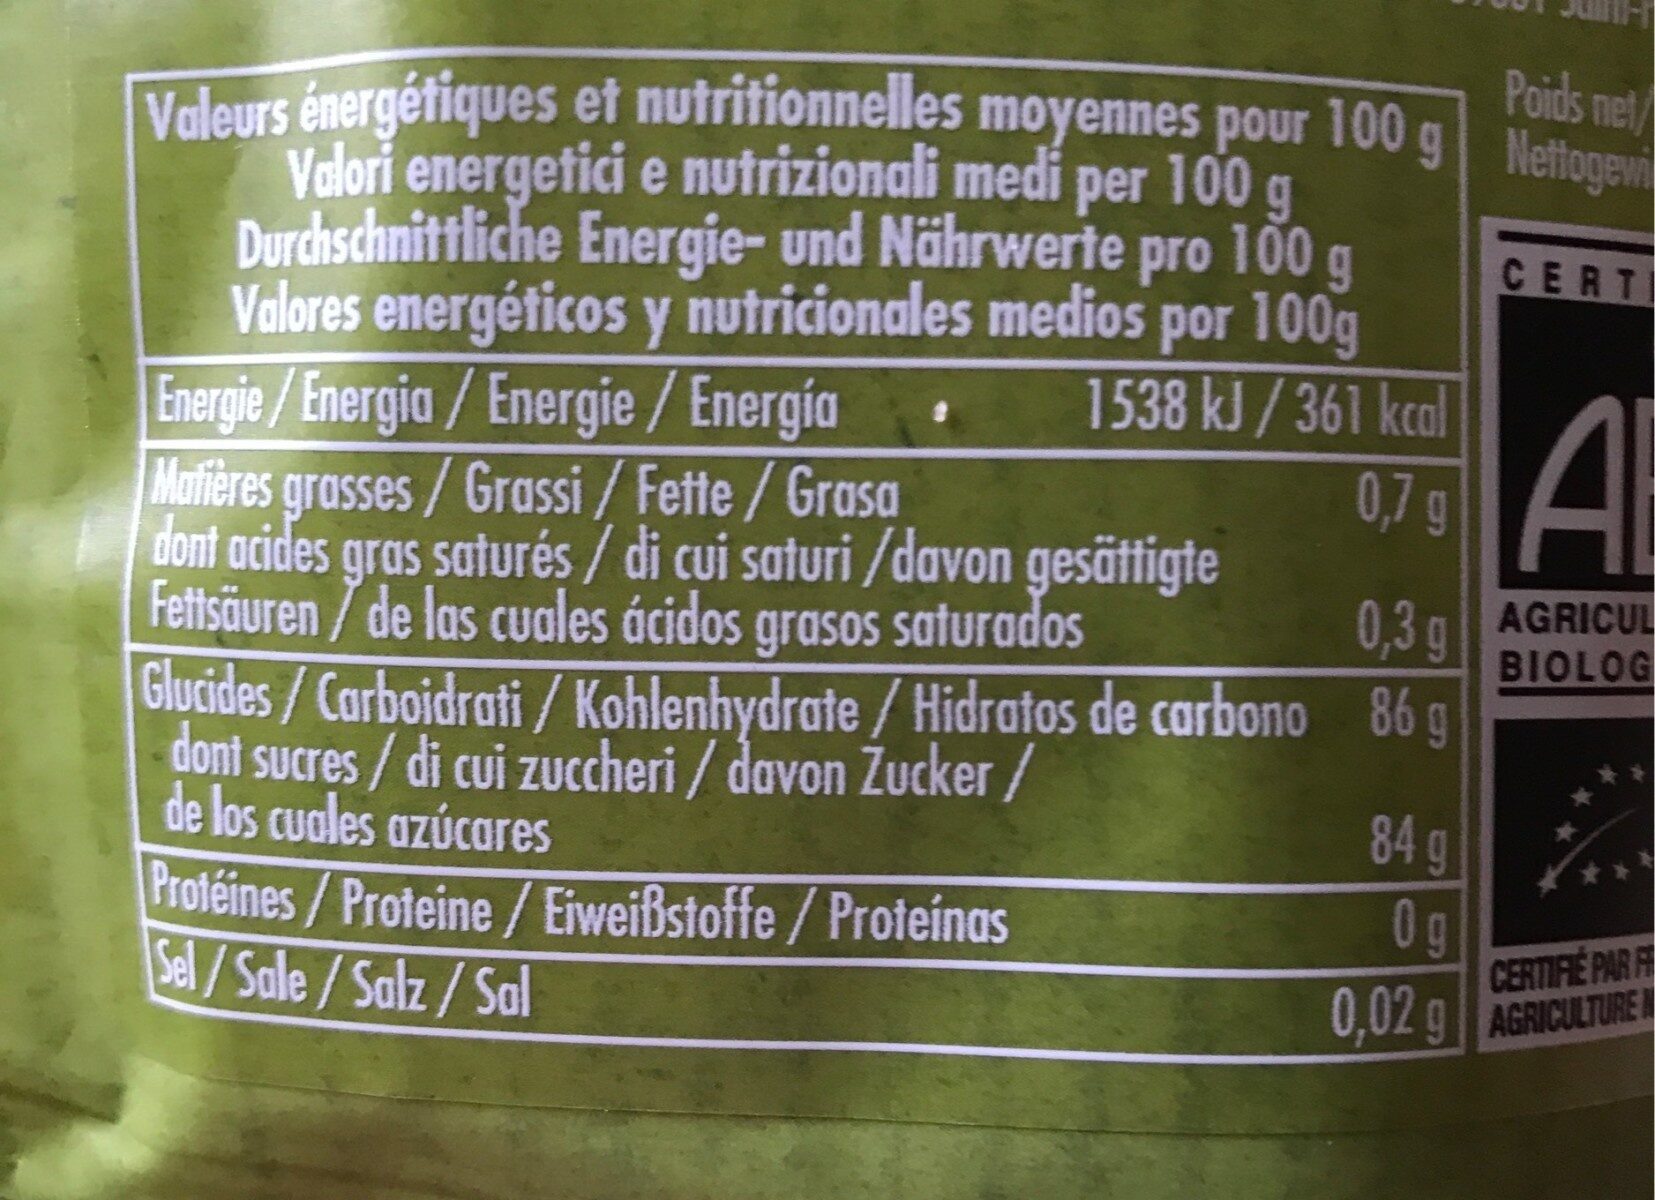 Valeurs énergétiques et nutritionnelles moyennes pour 100 g
Valori energetici e nutrizionali medi per 100 g
Durchschnittliche Energie- und Nährwerte pro 100 g
Valores energéticos y nutricionales medios por 100g
Energie / Energia / Energie / Energía 1538 kJ / 361 kcal
Matières grasses / Grassi / Fette / Grasa 0,7 g
dont acides gras saturés / di cui saturi /davon gesättigte
Fettsäuren / de las cuales ácidos grasos saturados 0,3 g
Glucides / Carboidrati / Kohlenhydrate / Hidratos de carbono 86 g
dont sucres / di cui zuccheri / davon Zucker /
de los cuales azúcares 84 g
Protéines / Proteine / Eiweißstoffe / Proteínas 0 g
Sel / Sale / Salz / Sal 0,02 g
Poids net/
Nettogewi
CERTI
A
AGRICUL
BIOLOG
CERTIFIÉ PAR FR
AGRICULTURE